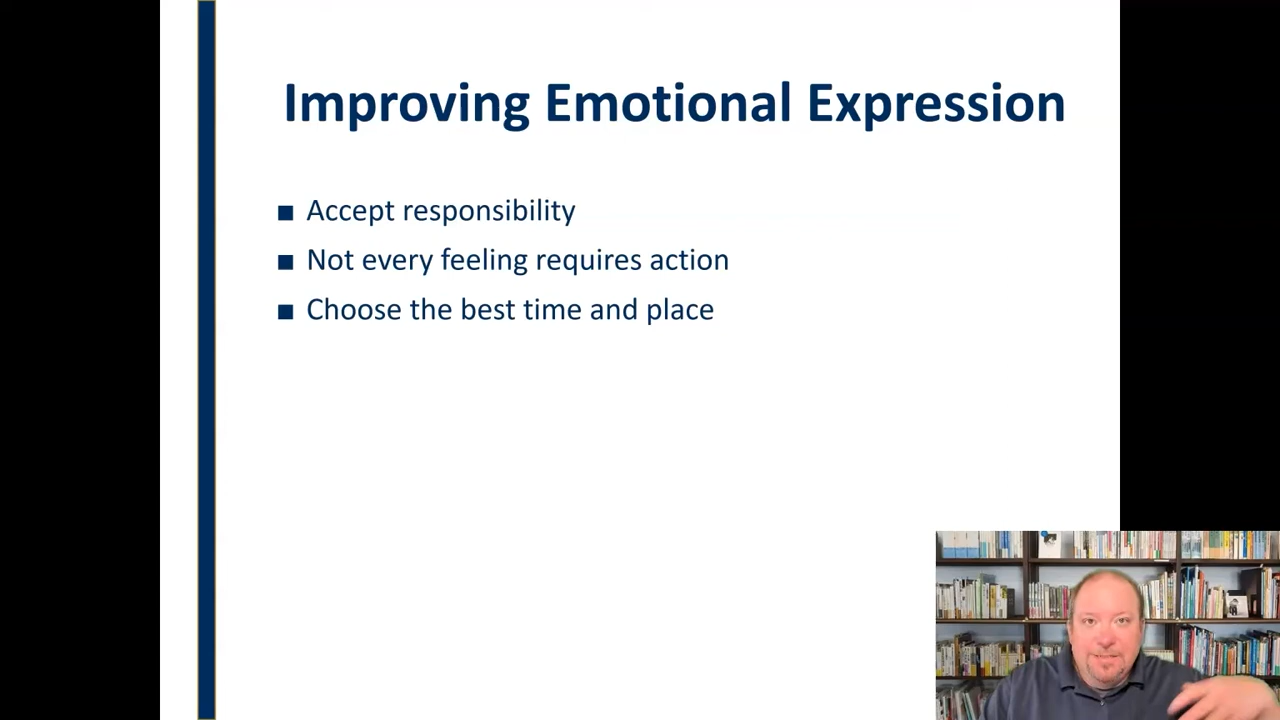 Improving Emotional Expression
■ Accept responsibility
■ Not every feeling requires action
■ Choose the best time and place